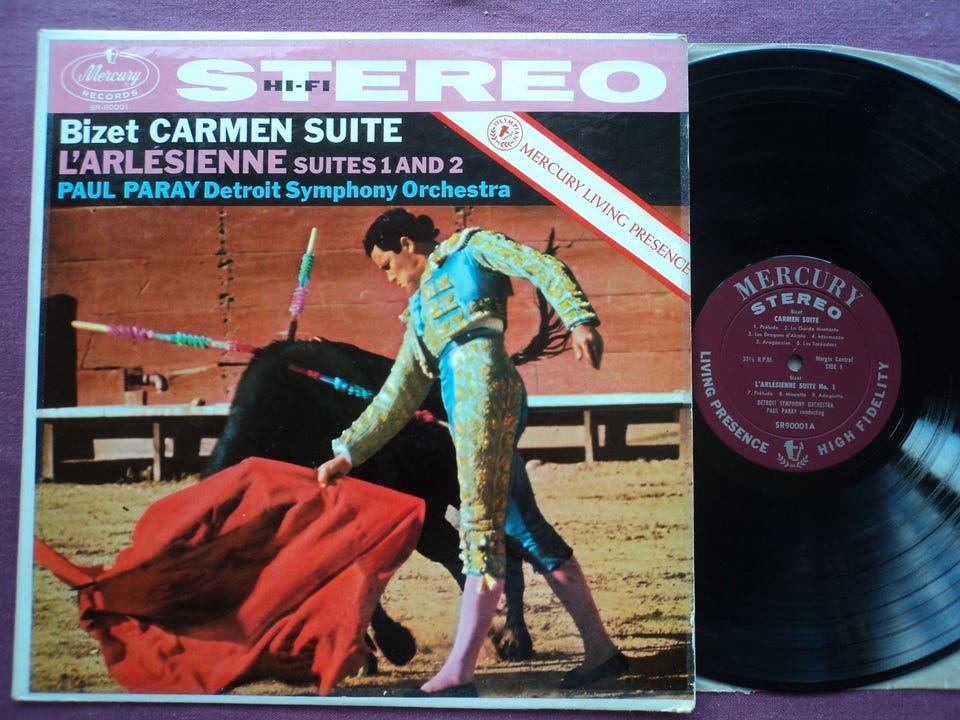 Mercury
RECORDS
SR-90001
STEREO
HI-FI
Bizet CARMEN SUITE
L'ARLÉSIENNE SUITES 1 AND 2
PAUL PARAY Detroit Symphony Orchestra
OLYMPIAN
MERCURY LIVING PRESENCE
MERCURY
STEREO
Bizet
CARMEN SUITE
1. Prélude 2. La Garde Montante
3. Les Dragons d'Alcala 4. Intermezzo
5. Aragonaise 6. Les Toréadors
33⅓ R.P.M. Margin Control
SIDE 1
Bizet
L'ARLÉSIENNE SUITE No. 1
7. Prélude 8. Minuetto 9. Adagietto
DETROIT SYMPHONY ORCHESTRA
PAUL PARAY conducting
SR90001A
LIVING PRESENCE HIGH FIDELITY